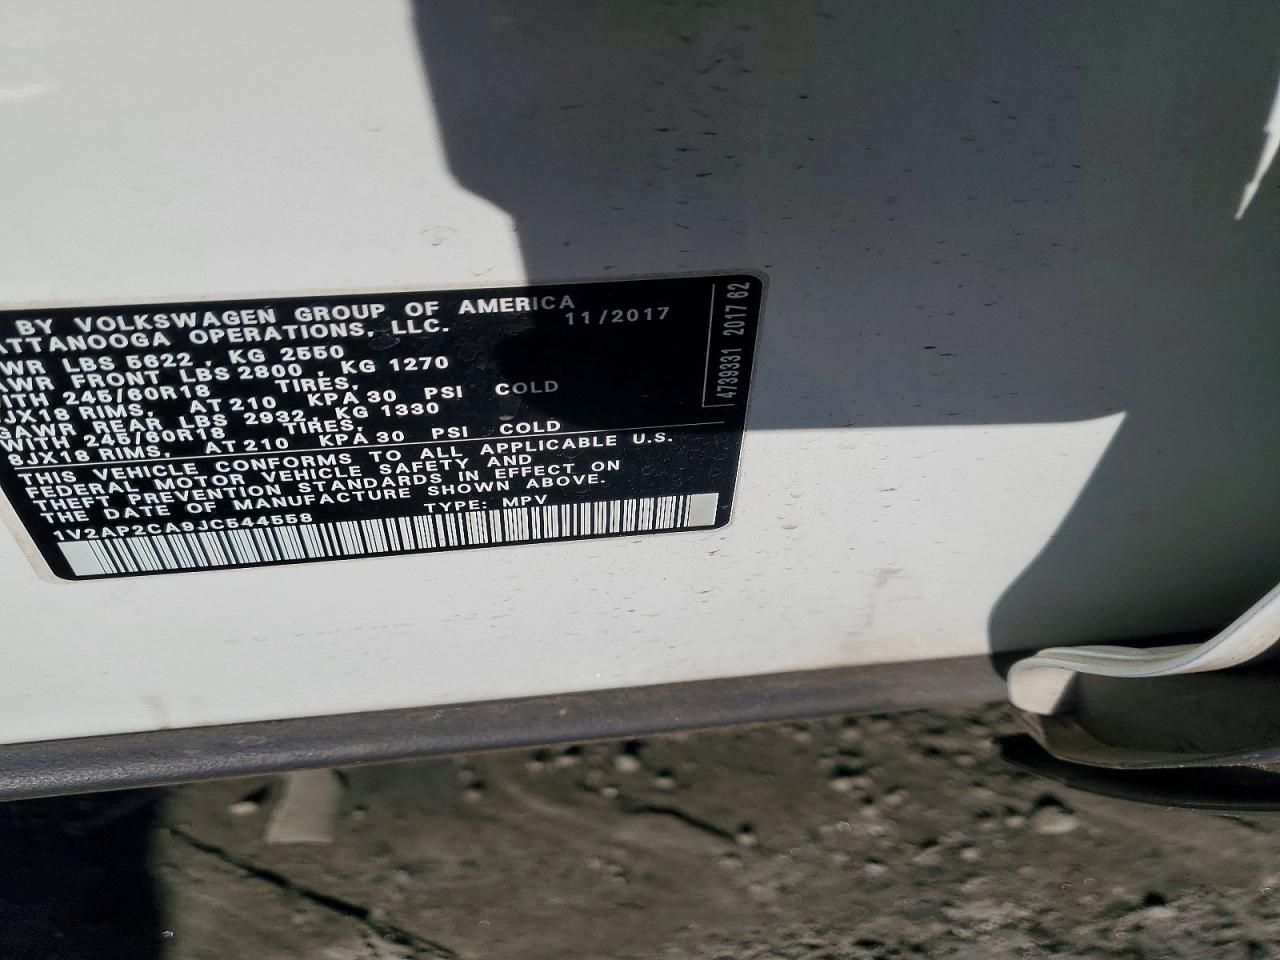 BY VOLKSWAGEN GROUP OF AMERICA
ATTANOOGA OPERATIONS, LLC.
11/2017
WR LBS 5622 , KG 2550
AWR FRONT LBS 2800 , KG 1270
WITH 245/60R18 TIRES,
JX18 RIMS, AT 210 KPA 30 PSI COLD
GAWR REAR LBS 2932, KG 1330
WITH 245/60R18 TIRES,
8JX18 RIMS, AT 210 KPA 30 PSI COLD
THIS VEHICLE CONFORMS TO ALL APPLICABLE U.S.
FEDERAL MOTOR VEHICLE SAFETY AND
THEFT PREVENTION STANDARDS IN EFFECT ON
THE DATE OF MANUFACTURE SHOWN ABOVE.
1V2AP2CA9JC544558 TYPE: MPV
4739331 2017 62